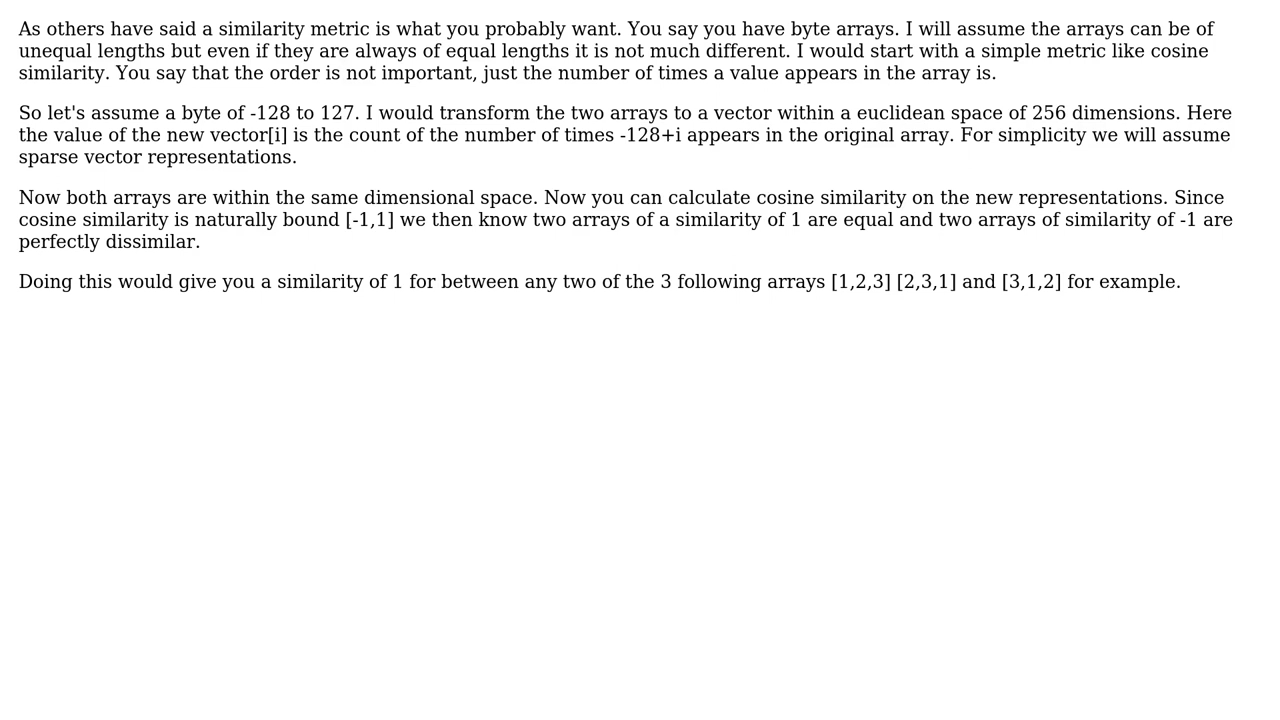 As others have said a similarity metric is what you probably want. You say you have byte arrays. I will assume the arrays can be of
unequal lengths but even if they are always of equal lengths it is not much different. I would start with a simple metric like cosine
similarity. You say that the order is not important, just the number of times a value appears in the array is.
So let's assume a byte of -128 to 127. I would transform the two arrays to a vector within a euclidean space of 256 dimensions. Here
the value of the new vector[i] is the count of the number of times -128+i appears in the original array. For simplicity we will assume
sparse vector representations.
Now both arrays are within the same dimensional space. Now you can calculate cosine similarity on the new representations. Since
cosine similarity is naturally bound [-1,1] we then know two arrays of a similarity of 1 are equal and two arrays of similarity of -1 are
perfectly dissimilar.
Doing this would give you a similarity of 1 for between any two of the 3 following arrays [1,2,3] [2,3,1] and [3,1,2] for example.